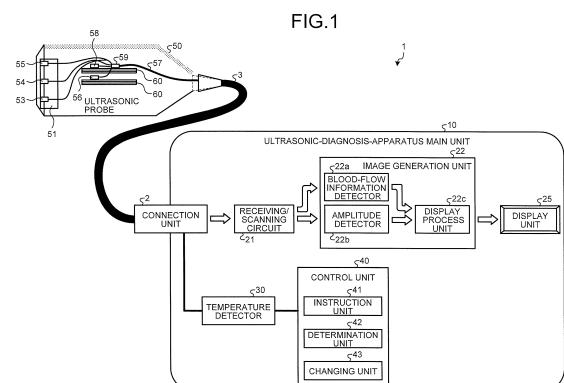 FIG.1
58
59
50
57
1
55
54
56
53
60
60
3
ULTRASONIC
PROBE
51
10
ULTRASONIC-DIAGNOSIS-APPARATUS MAIN UNIT
22
IMAGE GENERATION UNIT
22a
BLOOD-FLOW
INFORMATION
DETECTOR
2
CONNECTION
UNIT
RECEIVING/
SCANNING
CIRCUIT
21
AMPLITUDE
DETECTOR
22b
22c
DISPLAY
PROCESS
UNIT
25
DISPLAY
UNIT
40
CONTROL UNIT
30
TEMPERATURE
DETECTOR
41
INSTRUCTION
UNIT
42
DETERMINATION
UNIT
43
CHANGING UNIT